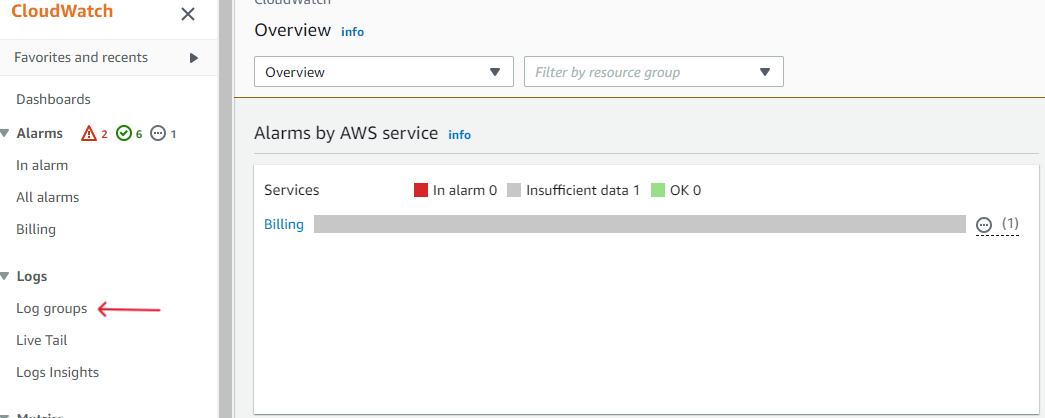 CloudWatch
Favorites and recents
Dashboards
Alarms 2 6 1
In alarm
All alarms
Billing
Logs
Log groups
Live Tail
Logs Insights
Metrics
CloudWatch
Overview info
Overview
Filter by resource group
Alarms by AWS service info
Services In alarm 0 Insufficient data 1 OK 0
Billing (1)